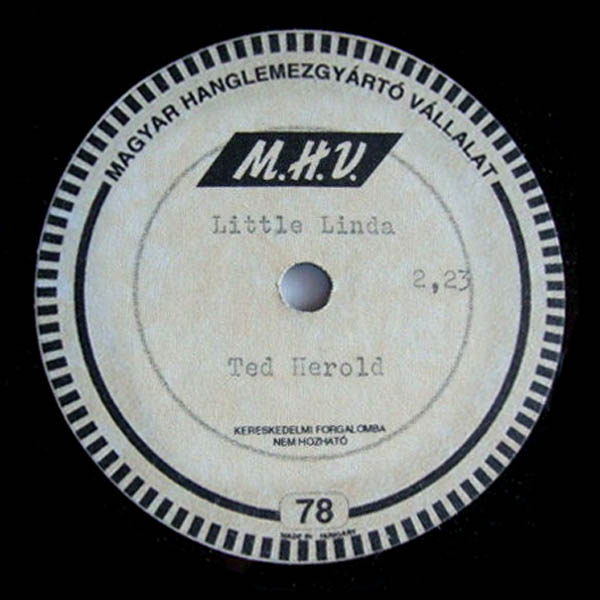 MAGYAR HANGLEMEZGYÁRTÓ VÁLLALAT
M.H.V.
Little Linda
2,23
Ted Herold
KERESKEDELMI FORGALOMBA
NEM HOZHATÓ
78
MADE IN HUNGARY